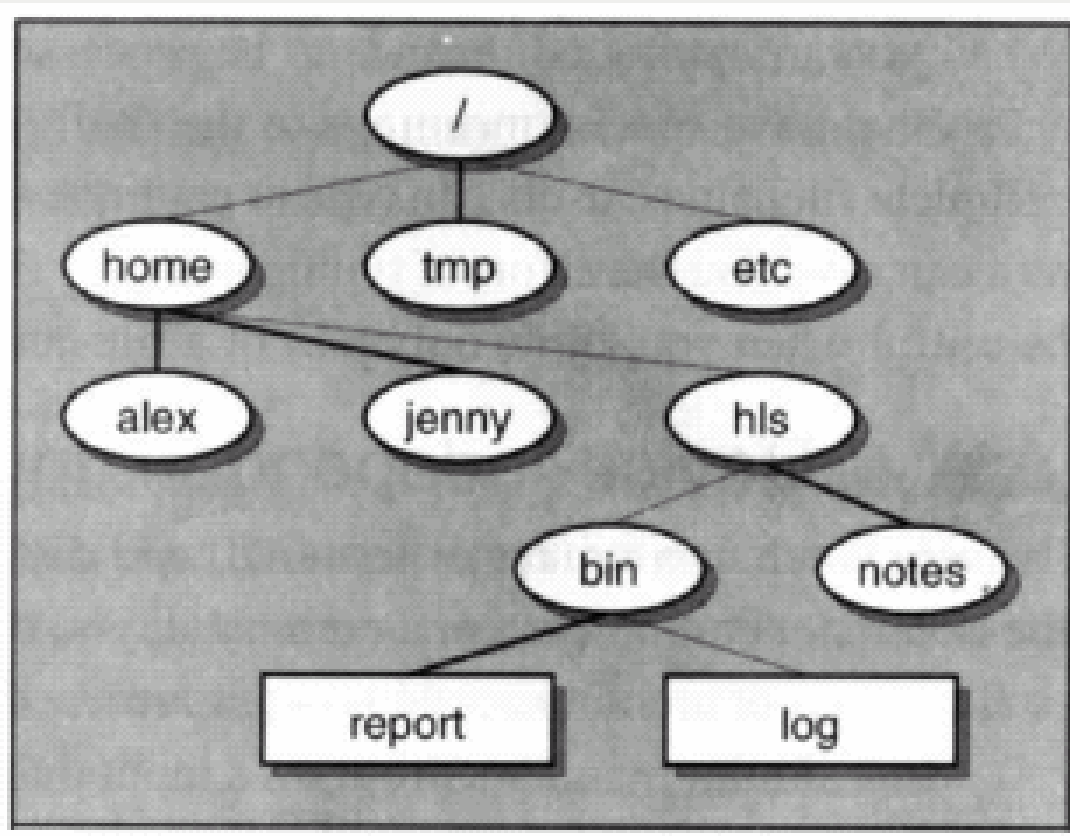 /
home tmp etc
alex jenny hls
bin notes
report log